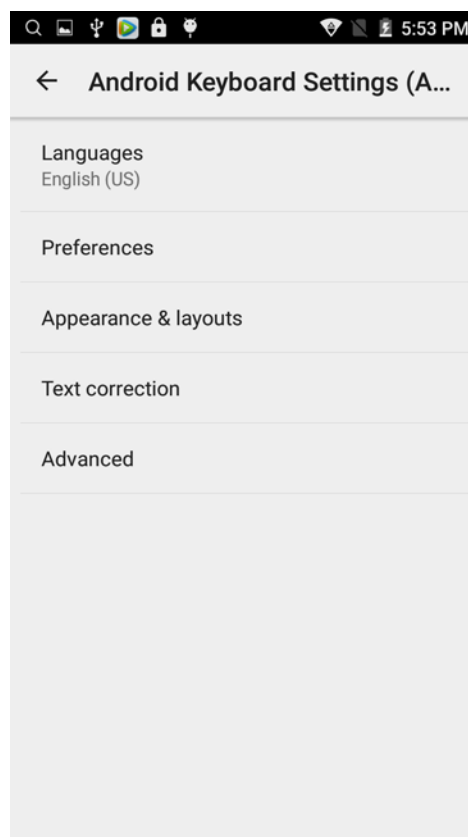 5:53 PM
Android Keyboard Settings (A...
Languages
English (US)
Preferences
Appearance & layouts
Text correction
Advanced